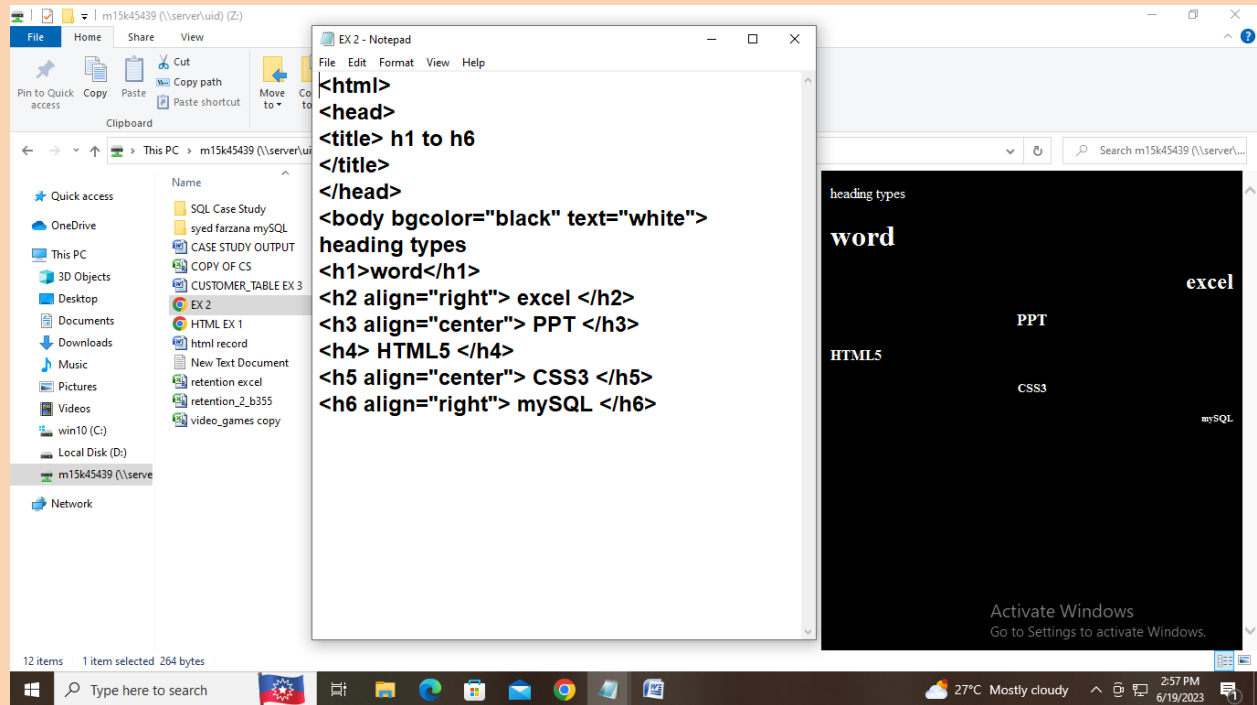 m15k45439 (\\server\uid) (Z:)
File Home Share View
Pin to Quick access
Copy
Paste
Cut
Copy path
Paste shortcut
Move to
Clipboard
This PC > m15k45439 (\\server\ui
Search m15k45439 (\\server\...
Quick access
OneDrive
This PC
3D Objects
Desktop
Documents
Downloads
Music
Pictures
Videos
win10 (C:)
Local Disk (D:)
m15k45439 (\\serve
Network
Name
SQL Case Study
syed farzana mySQL
CASE STUDY OUTPUT
COPY OF CS
CUSTOMER_TABLE EX 3
EX 2
HTML EX 1
html record
New Text Document
retention excel
retention_2_b355
video_games copy
EX 2 - Notepad
File Edit Format View Help
<html>
<head>
<title> h1 to h6
</title>
</head>
<body bgcolor="black" text="white">
heading types
<h1>word</h1>
<h2 align="right"> excel </h2>
<h3 align="center"> PPT </h3>
<h4> HTML5 </h4>
<h5 align="center"> CSS3 </h5>
<h6 align="right"> mySQL </h6>
heading types
word
excel
PPT
HTML5
CSS3
mySQL
Activate Windows
Go to Settings to activate Windows.
12 items 1 item selected 264 bytes
Type here to search
27°C Mostly cloudy
2:57 PM
6/19/2023